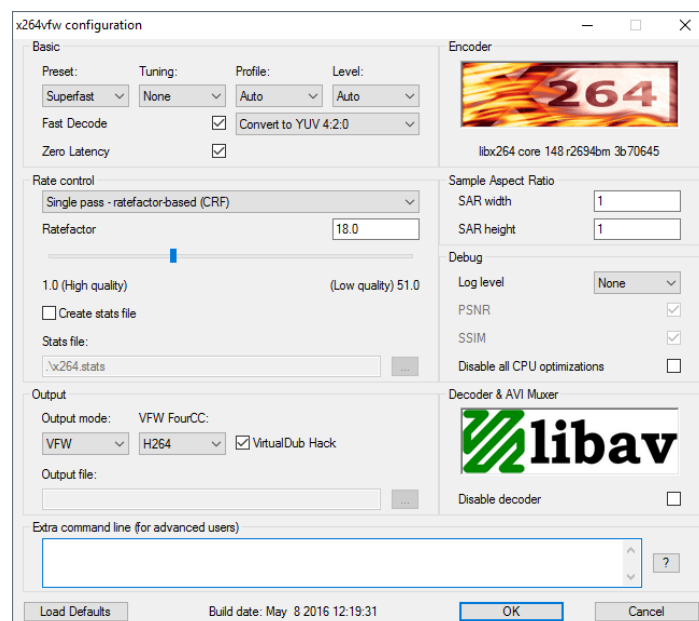 x264vfw configuration
Basic
Preset: Tuning: Profile: Level:
Superfast None Auto Auto
Fast Decode Convert to YUV 4:2:0
Zero Latency
Encoder
264
libx264 core 148 r2694bm 3b70645
Rate control
Single pass - ratefactor-based (CRF)
Ratefactor 18.0
1.0 (High quality) (Low quality) 51.0
Create stats file
Stats file:
.\x264.stats ...
Sample Aspect Ratio
SAR width 1
SAR height 1
Debug
Log level None
PSNR
SSIM
Disable all CPU optimizations
Output
Output mode: VFW FourCC:
VFW H264 VirtualDub Hack
Output file:
...
Decoder & AVI Muxer
libav
Disable decoder
Extra command line (for advanced users)
?
Load Defaults Build date: May 8 2016 12:19:31 OK Cancel